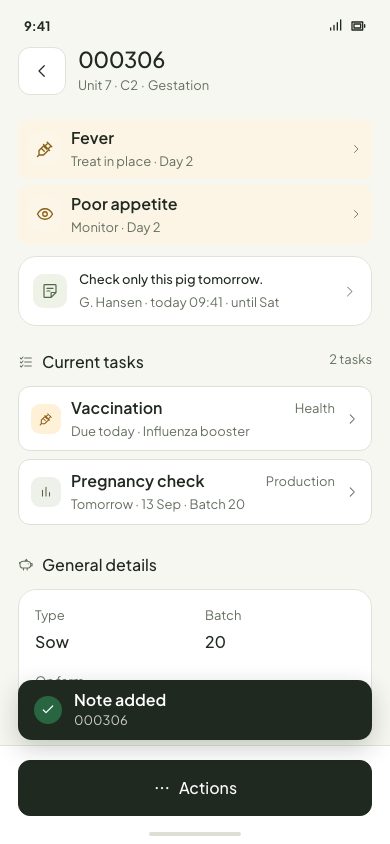 9:41
000306
Unit 7 · C2 · Gestation
Fever
Treat in place · Day 2
Poor appetite
Monitor · Day 2
Check only this pig tomorrow.
G. Hansen · today 09:41 · until Sat
Current tasks
2 tasks
Vaccination
Health
Due today · Influenza booster
Pregnancy check
Production
Tomorrow · 13 Sep · Batch 20
General details
Type
Batch
Sow
20
Note added
000306
Actions